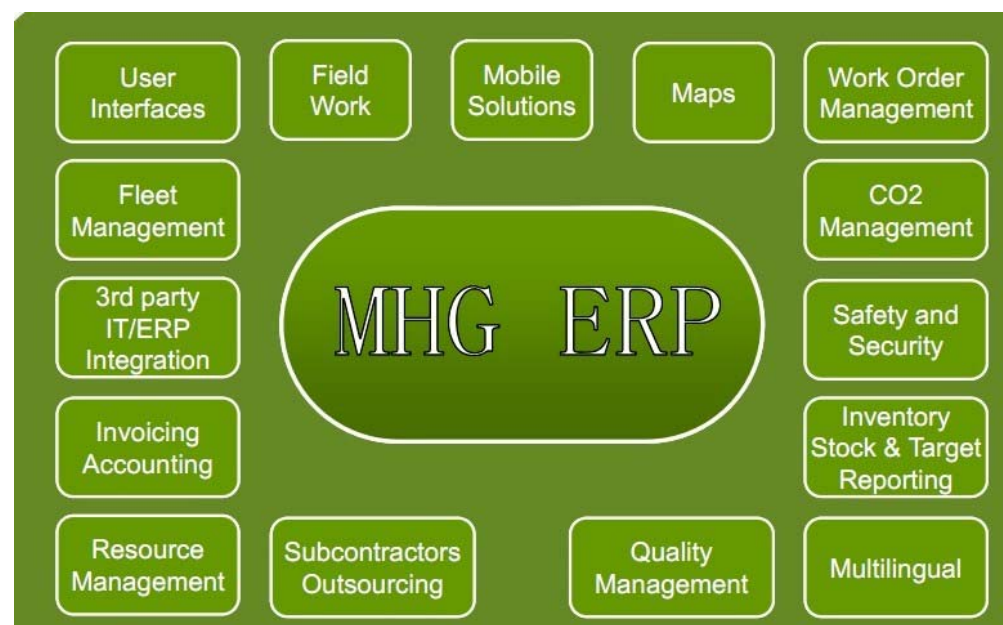 User
Interfaces
Field
Work
Mobile
Solutions
Maps
Work Order
Management
Fleet
Management
CO2
Management
MHG ERP
3rd party
IT/ERP
Integration
Safety and
Security
Invoicing
Accounting
Inventory
Stock & Target
Reporting
Resource
Management
Subcontractors
Outsourcing
Quality
Management
Multilingual